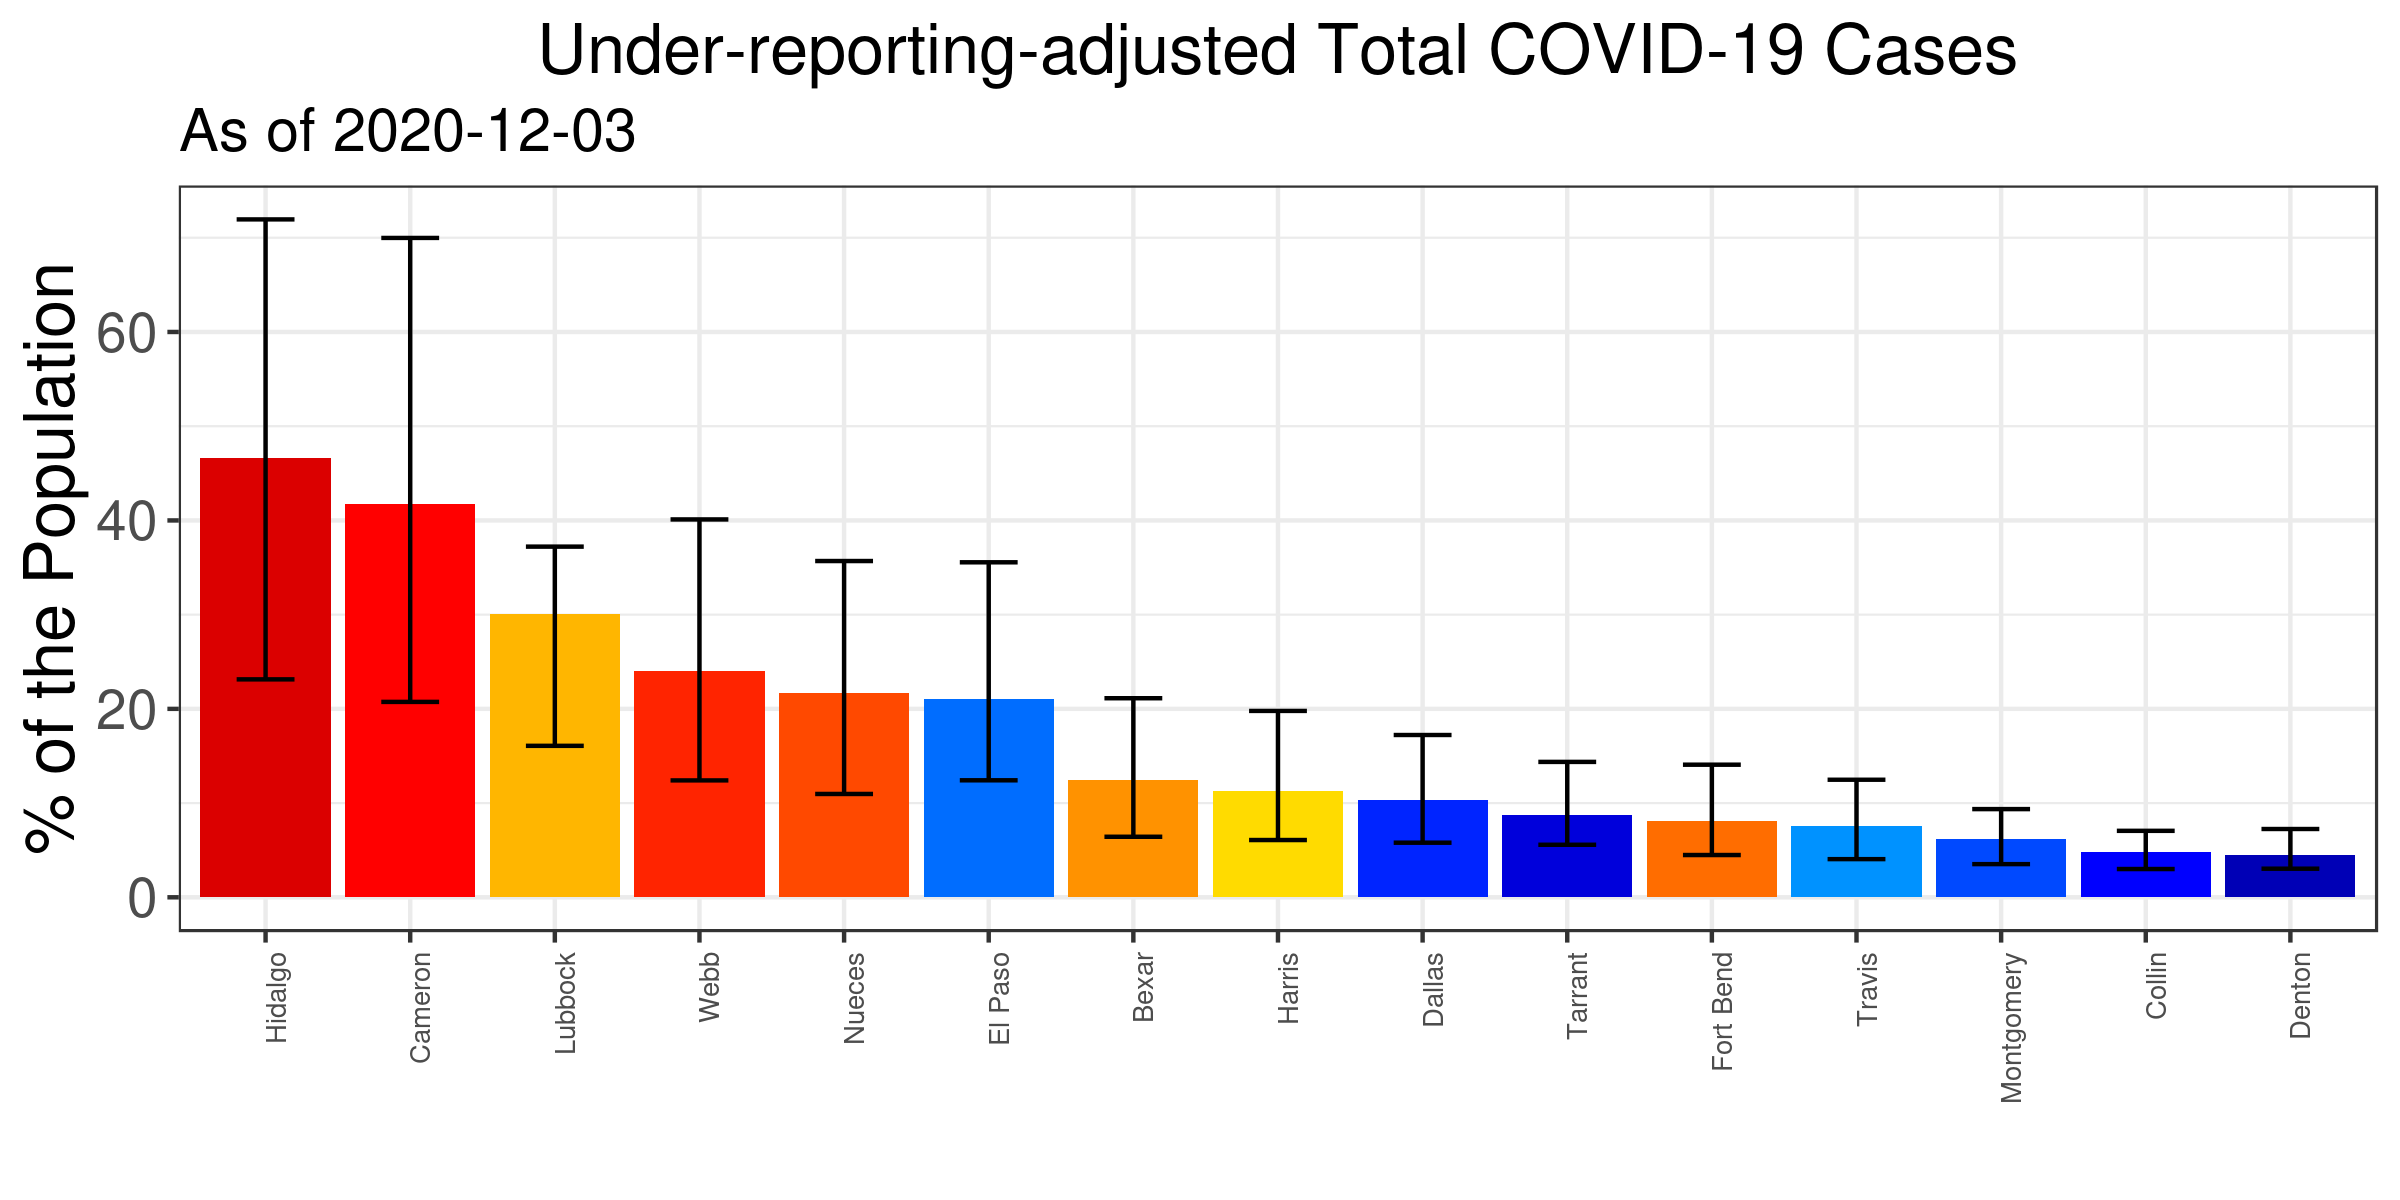 Under-reporting-adjusted Total COVID-19 Cases
As of 2020-12-03
% of the Population
60
40
20
0
Hidalgo
Cameron
Lubbock
Webb
Nueces
El Paso
Bexar
Harris
Dallas
Tarrant
Fort Bend
Travis
Montgomery
Collin
Denton